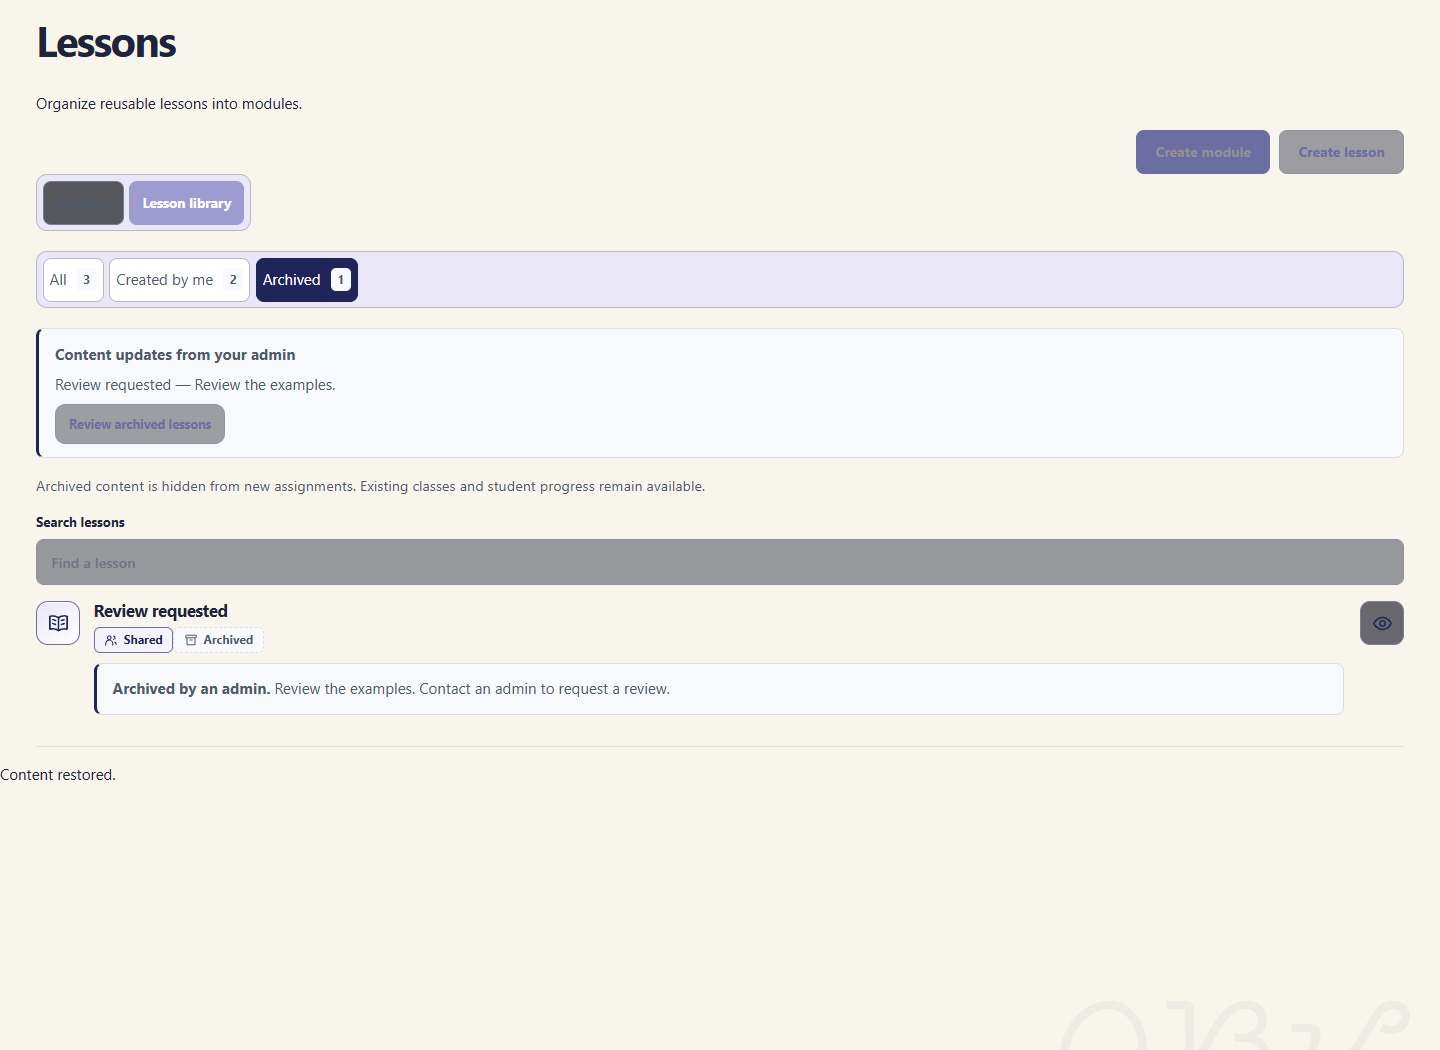 Lessons
Organize reusable lessons into modules.
Create module Create lesson
Lesson library
All 3 Created by me 2 Archived 1
Content updates from your admin
Review requested — Review the examples.
Review archived lessons
Archived content is hidden from new assignments. Existing classes and student progress remain available.
Search lessons
Find a lesson
Review requested
Shared Archived
Archived by an admin. Review the examples. Contact an admin to request a review.
Content restored.